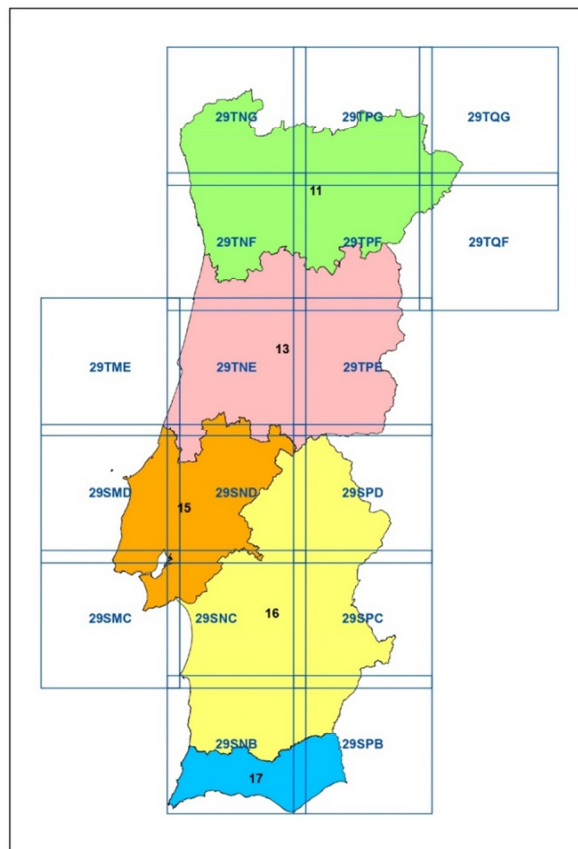 29TNG 29TPG 29TQG
11
29TNF 29TPF 29TQF
13
29TME 29TNE 29TPE
29SMD 29SND 29SPD
15
29SMC 29SNC 16 29SPC
29SNB 29SPB
17